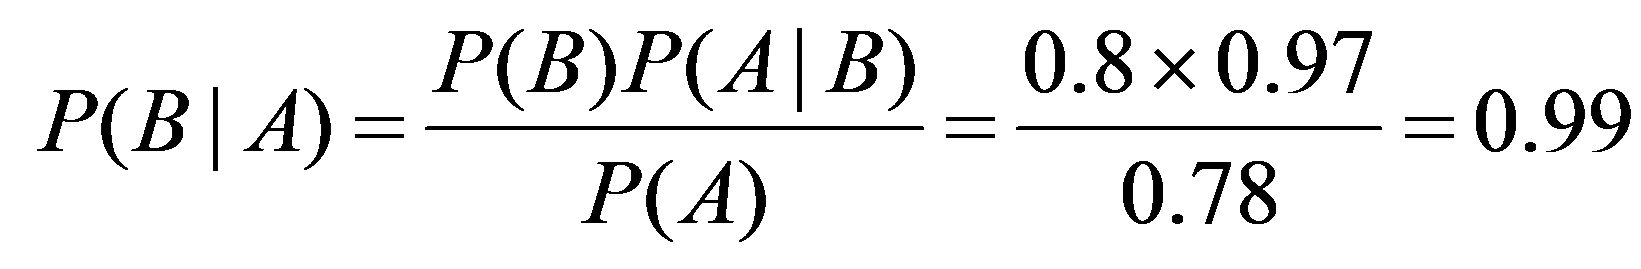 P(B | A) = P(B)P(A | B) / P(A) = 0.8 × 0.97 / 0.78 = 0.99